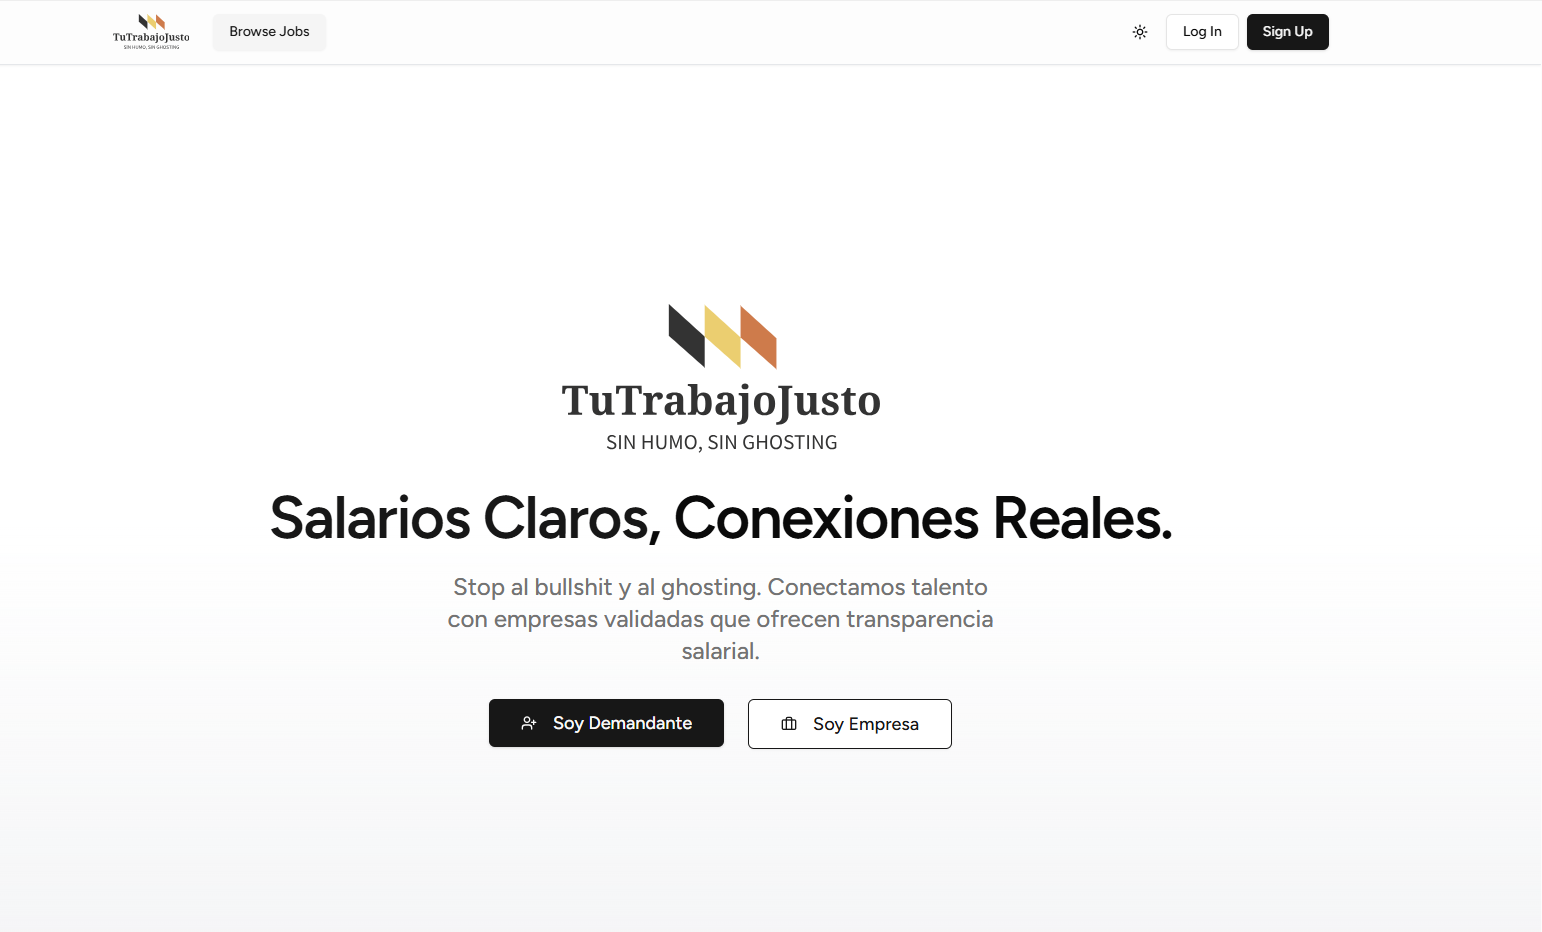 TuTrabajoJusto
SIN HUMO, SIN GHOSTING
Browse Jobs
Log In
Sign Up
TuTrabajoJusto
SIN HUMO, SIN GHOSTING
Salarios Claros, Conexiones Reales.
Stop al bullshit y al ghosting. Conectamos talento
con empresas validadas que ofrecen transparencia
salarial.
Soy Demandante
Soy Empresa